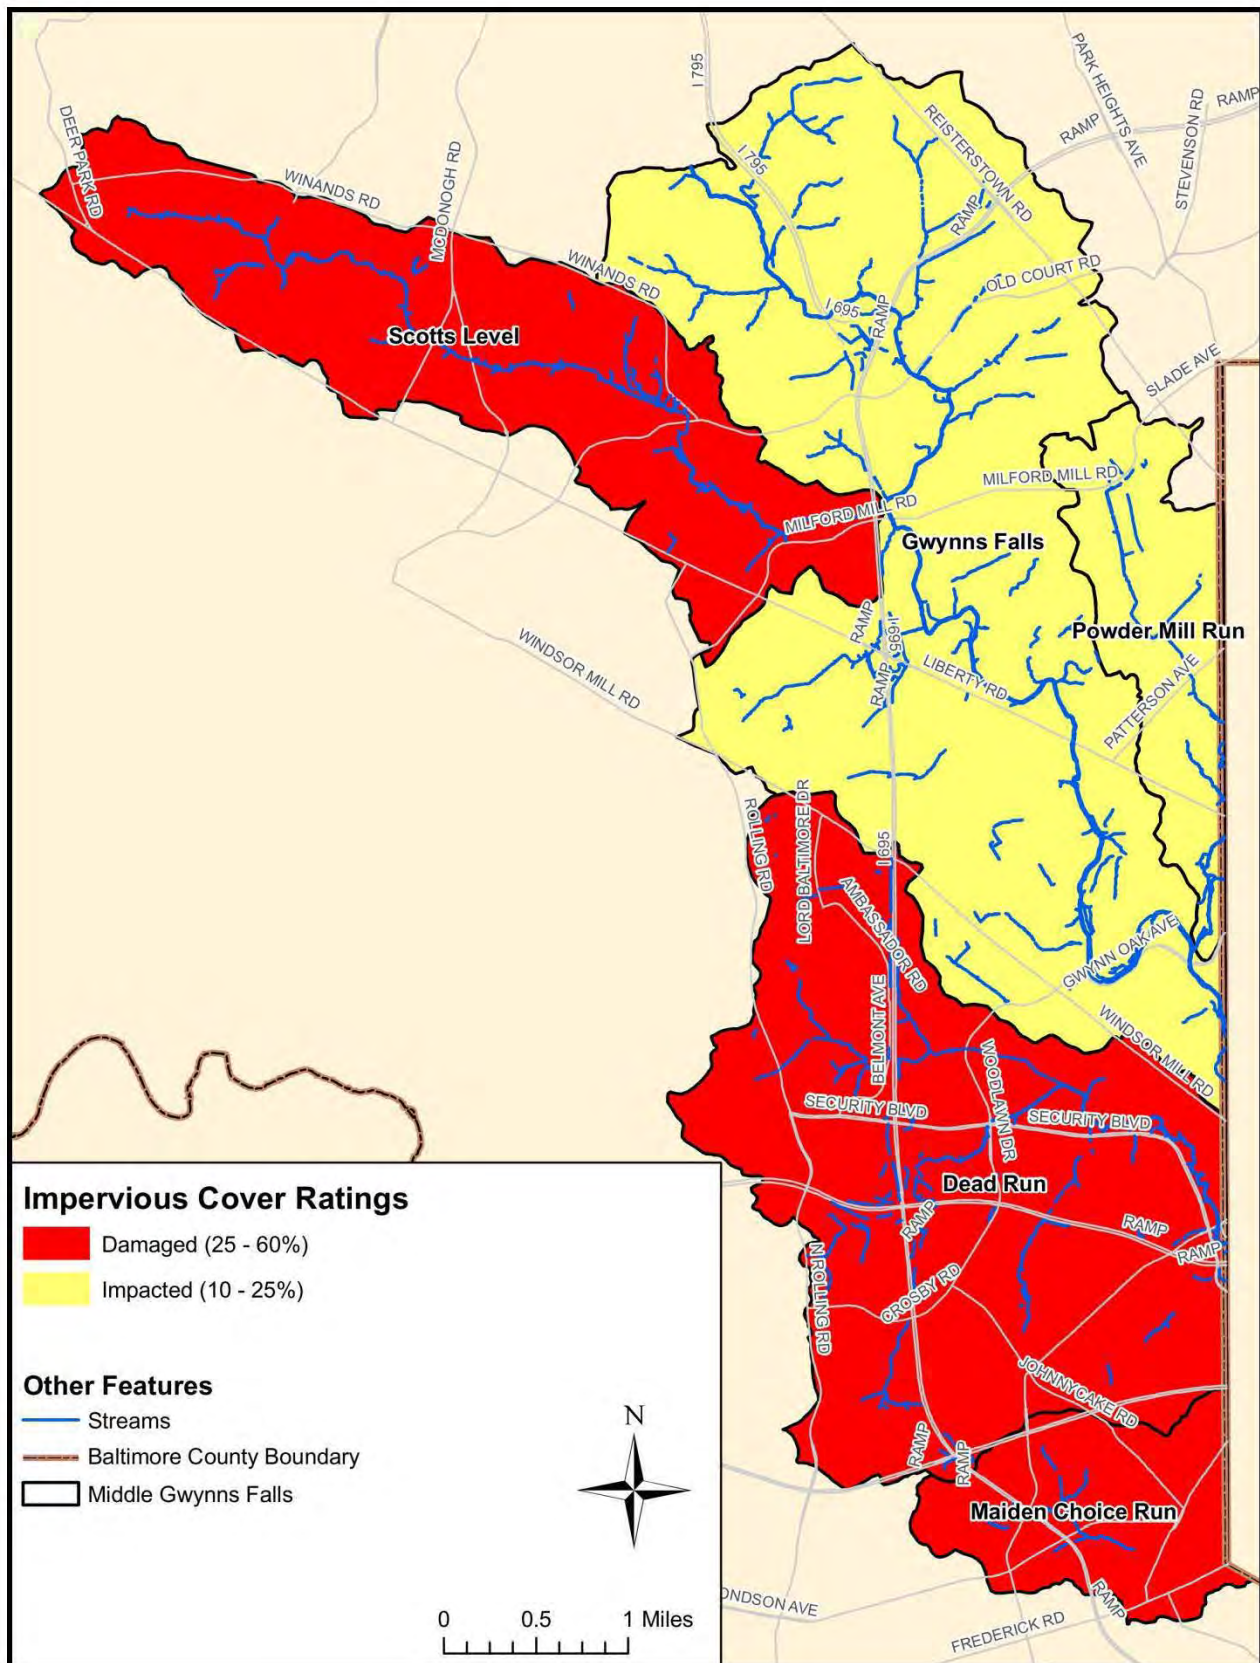 I 795
PARK HEIGHTS AVE
RAMP
RAMP
STEVENSON RD
REISTERSTOWN RD
DEER PARK RD
WINANDS RD
MCDONOGH RD
I 795
RAMP
WINANDS RD
OLD COURT RD
I 695
RAMP
Scotts Level
SLADE AVE
MILFORD MILL RD
MILFORD MILL RD
Gwynns Falls
RAMP
I 695
Powder Mill Run
WINDSOR MILL RD
RAMP
LIBERTY RD
PATTERSON AVE
ROLLING RD
LORD BALTIMORE DR
I 695
AMBASSADOR RD
GWYNN OAK AVE
BELMONT AVE
WINDSOR MILL RD
WOODLAWN DR
SECURITY BLVD
SECURITY BLVD
Dead Run
RAMP
RAMP
RAMP
N ROLLING RD
CROSBY RD
JOHNNYCAKE RD
RAMP
RAMP
Maiden Choice Run
RAMP
ONDSON AVE
FREDERICK RD
Impervious Cover Ratings
Damaged (25 - 60%)
Impacted (10 - 25%)
Other Features
Streams
Baltimore County Boundary
Middle Gwynns Falls
N
0 0.5 1 Miles